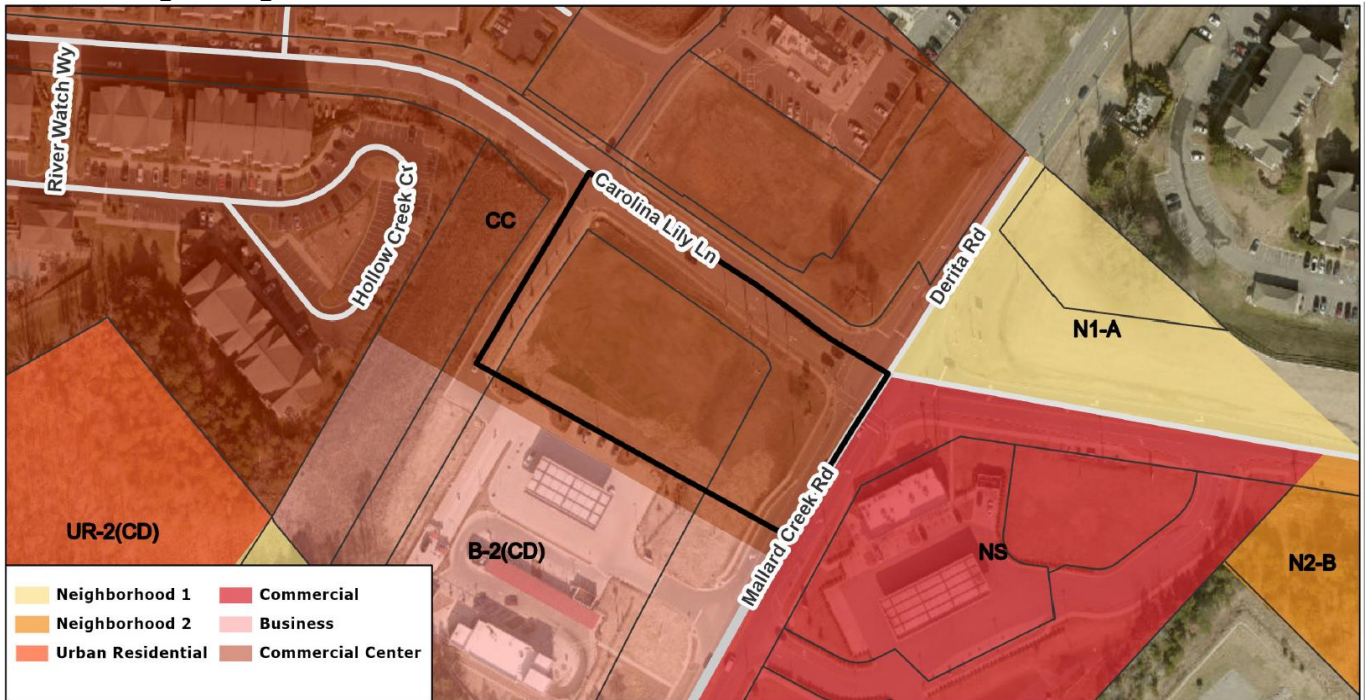 River Watch Wy
Hollow Creek Cr
CC
Carolina Lily Ln
Derita Rd
N1-A
UR-2(CD)
B-2(CD)
Mallard Creek Rd
NS
N2-B
Neighborhood 1
Neighborhood 2
Urban Residential
Commercial
Business
Commercial Center